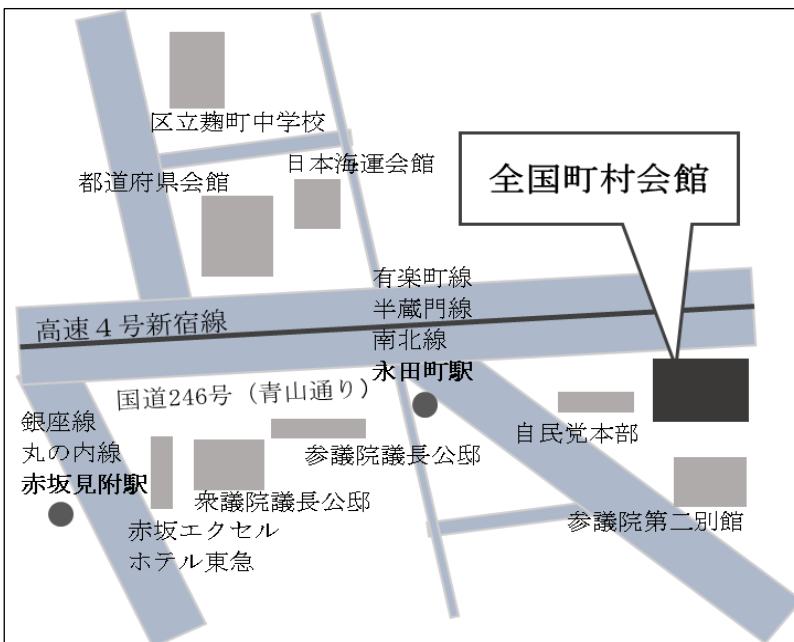 区立麹町中学校
日本海運会館
都道府県会館
全国町村会館
有楽町線
半蔵門線
南北線
永田町駅
高速４号新宿線
国道246号（青山通り）
銀座線
丸の内線
赤坂見附駅
自民党本部
参議院議長公邸
衆議院議長公邸
参議院第二別館
赤坂エクセル
ホテル東急